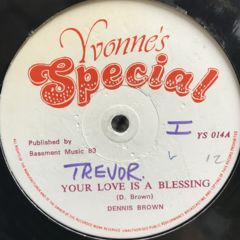 Yvonne's
Special
I
YS 014A
Published by
Basement Music 83
12
TREVOR.
YOUR LOVE IS A BLESSING
(D. Brown)
DENNIS BROWN